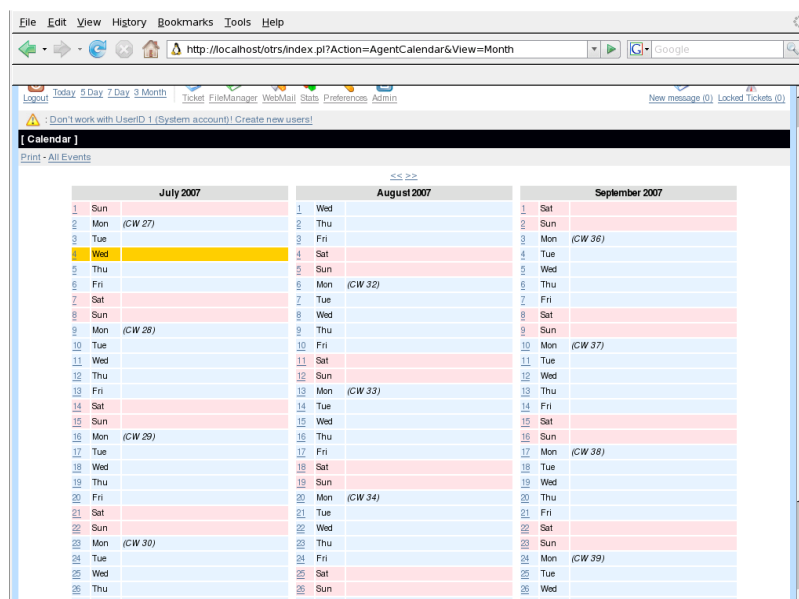 File Edit View History Bookmarks Tools Help
http://localhost/otrs/index.pl?Action=AgentCalendar&View=Month
G Google
Logout Today 5 Day 7 Day 3 Month Ticket FileManager WebMail Stats Preferences Admin New message (0) Locked Tickets (0)
: Don't work with UserID 1 (System account)! Create new users!
[ Calendar ]
Print - All Events
<< >>
July 2007 August 2007 September 2007
1 Sun 1 Wed 1 Sat
2 Mon (CW 27) 2 Thu 2 Sun
3 Tue 3 Fri 3 Mon (CW 36)
4 Wed 4 Sat 4 Tue
5 Thu 5 Sun 5 Wed
6 Fri 6 Mon (CW 32) 6 Thu
7 Sat 7 Tue 7 Fri
8 Sun 8 Wed 8 Sat
9 Mon (CW 28) 9 Thu 9 Sun
10 Tue 10 Fri 10 Mon (CW 37)
11 Wed 11 Sat 11 Tue
12 Thu 12 Sun 12 Wed
13 Fri 13 Mon (CW 33) 13 Thu
14 Sat 14 Tue 14 Fri
15 Sun 15 Wed 15 Sat
16 Mon (CW 29) 16 Thu 16 Sun
17 Tue 17 Fri 17 Mon (CW 38)
18 Wed 18 Sat 18 Tue
19 Thu 19 Sun 19 Wed
20 Fri 20 Mon (CW 34) 20 Thu
21 Sat 21 Tue 21 Fri
22 Sun 22 Wed 22 Sat
23 Mon (CW 30) 23 Thu 23 Sun
24 Tue 24 Fri 24 Mon (CW 39)
25 Wed 25 Sat 25 Tue
26 Thu 26 Sun 26 Wed